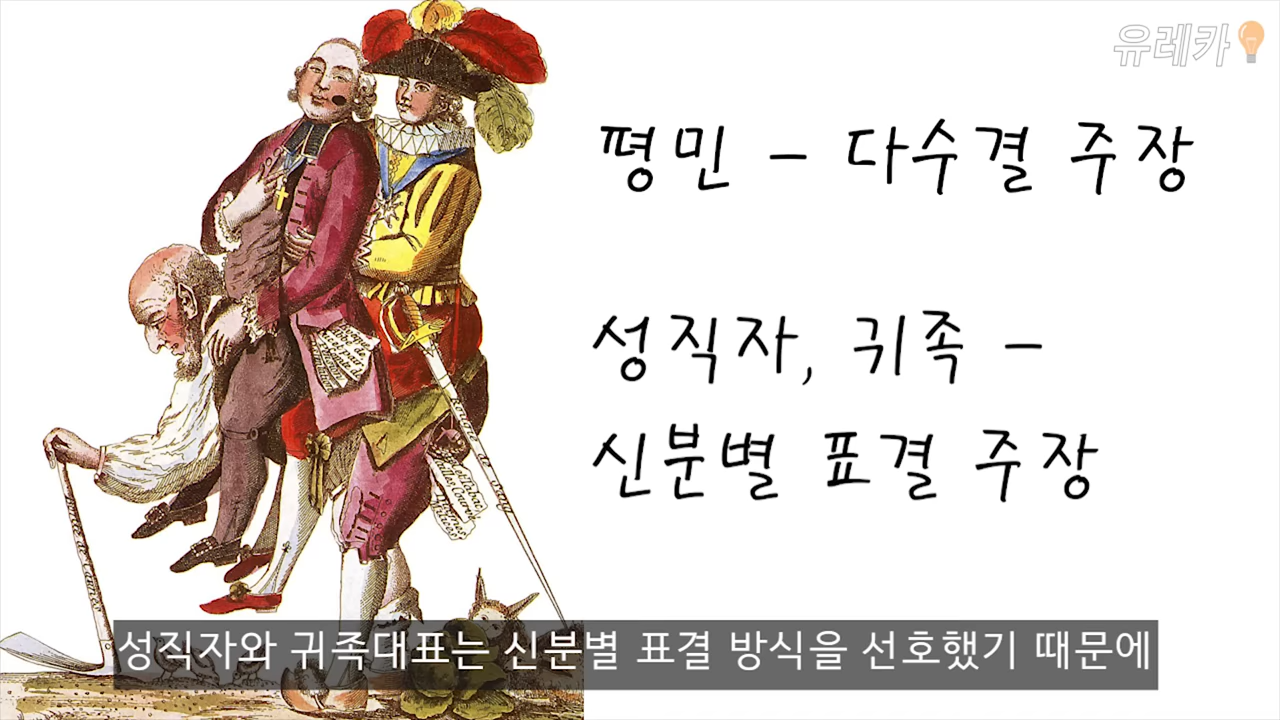 유레카
평민 - 다수결 주장
성직자, 귀족 -
신분별 표결 주장
성직자와 귀족대표는 신분별 표결 방식을 선호했기 때문에